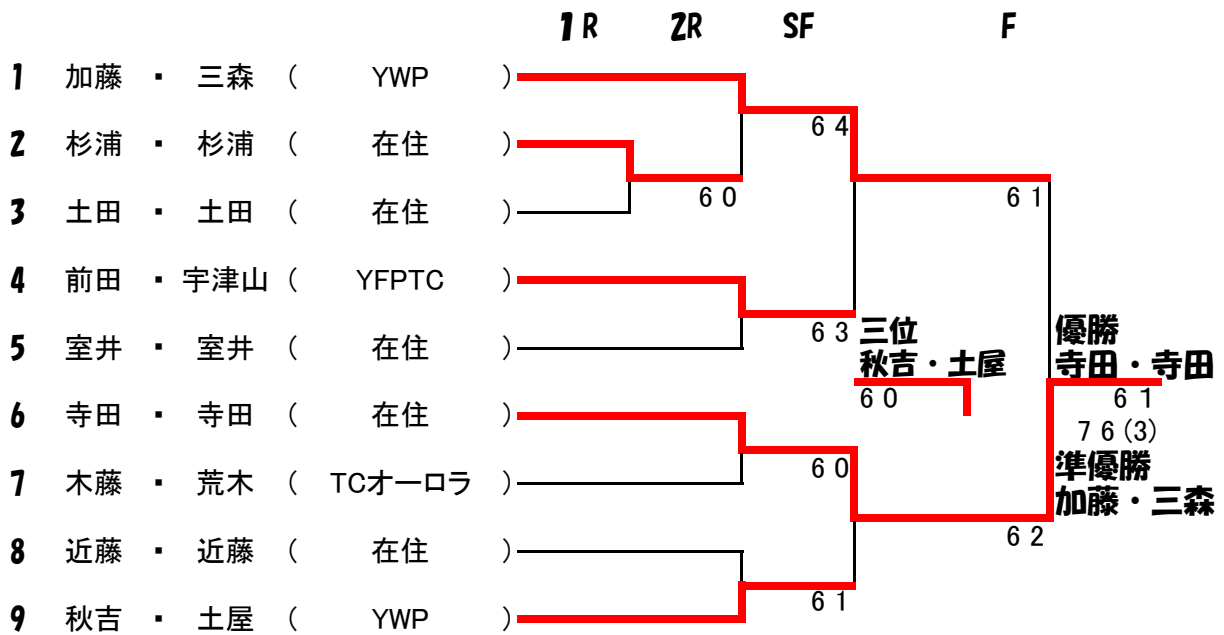 1R 2R SF F
1 加藤 ・ 三森 ( YWP )
6 4
2 杉浦 ・ 杉浦 ( 在住 )
6 0
6 1
3 土田 ・ 土田 ( 在住 )
4 前田 ・ 宇津山 ( YFPTC )
6 3
三位
優勝
5 室井 ・ 室井 ( 在住 )
秋吉・土屋
寺田・寺田
6 0
6 1
6 寺田 ・ 寺田 ( 在住 )
7 6 (3)
6 0
準優勝
7 木藤 ・ 荒木 ( TCオーロラ )
加藤・三森
6 2
8 近藤 ・ 近藤 ( 在住 )
6 1
9 秋吉 ・ 土屋 ( YWP )